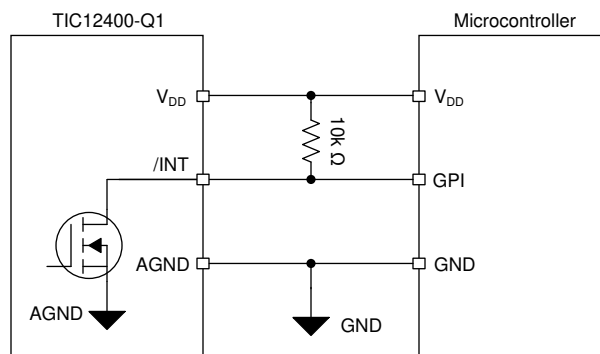 TIC12400-Q1
Microcontroller
VDD
VDD
10k Ω
/INT
GPI
AGND
GND
AGND
GND